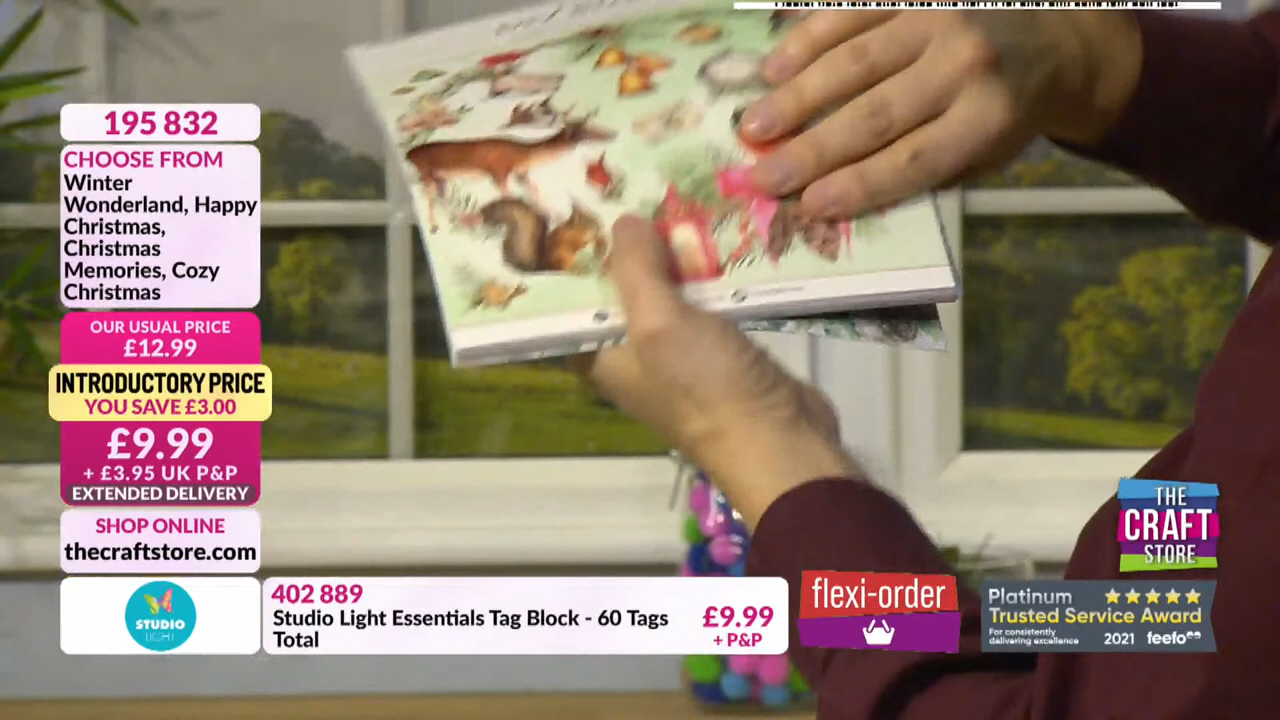 195 832
CHOOSE FROM
Winter
Wonderland, Happy
Christmas,
Christmas
Memories, Cozy
Christmas
OUR USUAL PRICE
£12.99
INTRODUCTORY PRICE
YOU SAVE £3.00
£9.99
+ £3.95 UK P&P
EXTENDED DELIVERY
SHOP ONLINE
thecraftstore.com
STUDIO
LIGHT
402 889
Studio Light Essentials Tag Block - 60 Tags
Total
£9.99
+ P&P
flexi-order
THE
CRAFT
STORE
Platinum
Trusted Service Award
For consistently
delivering excellence
2021 feefo